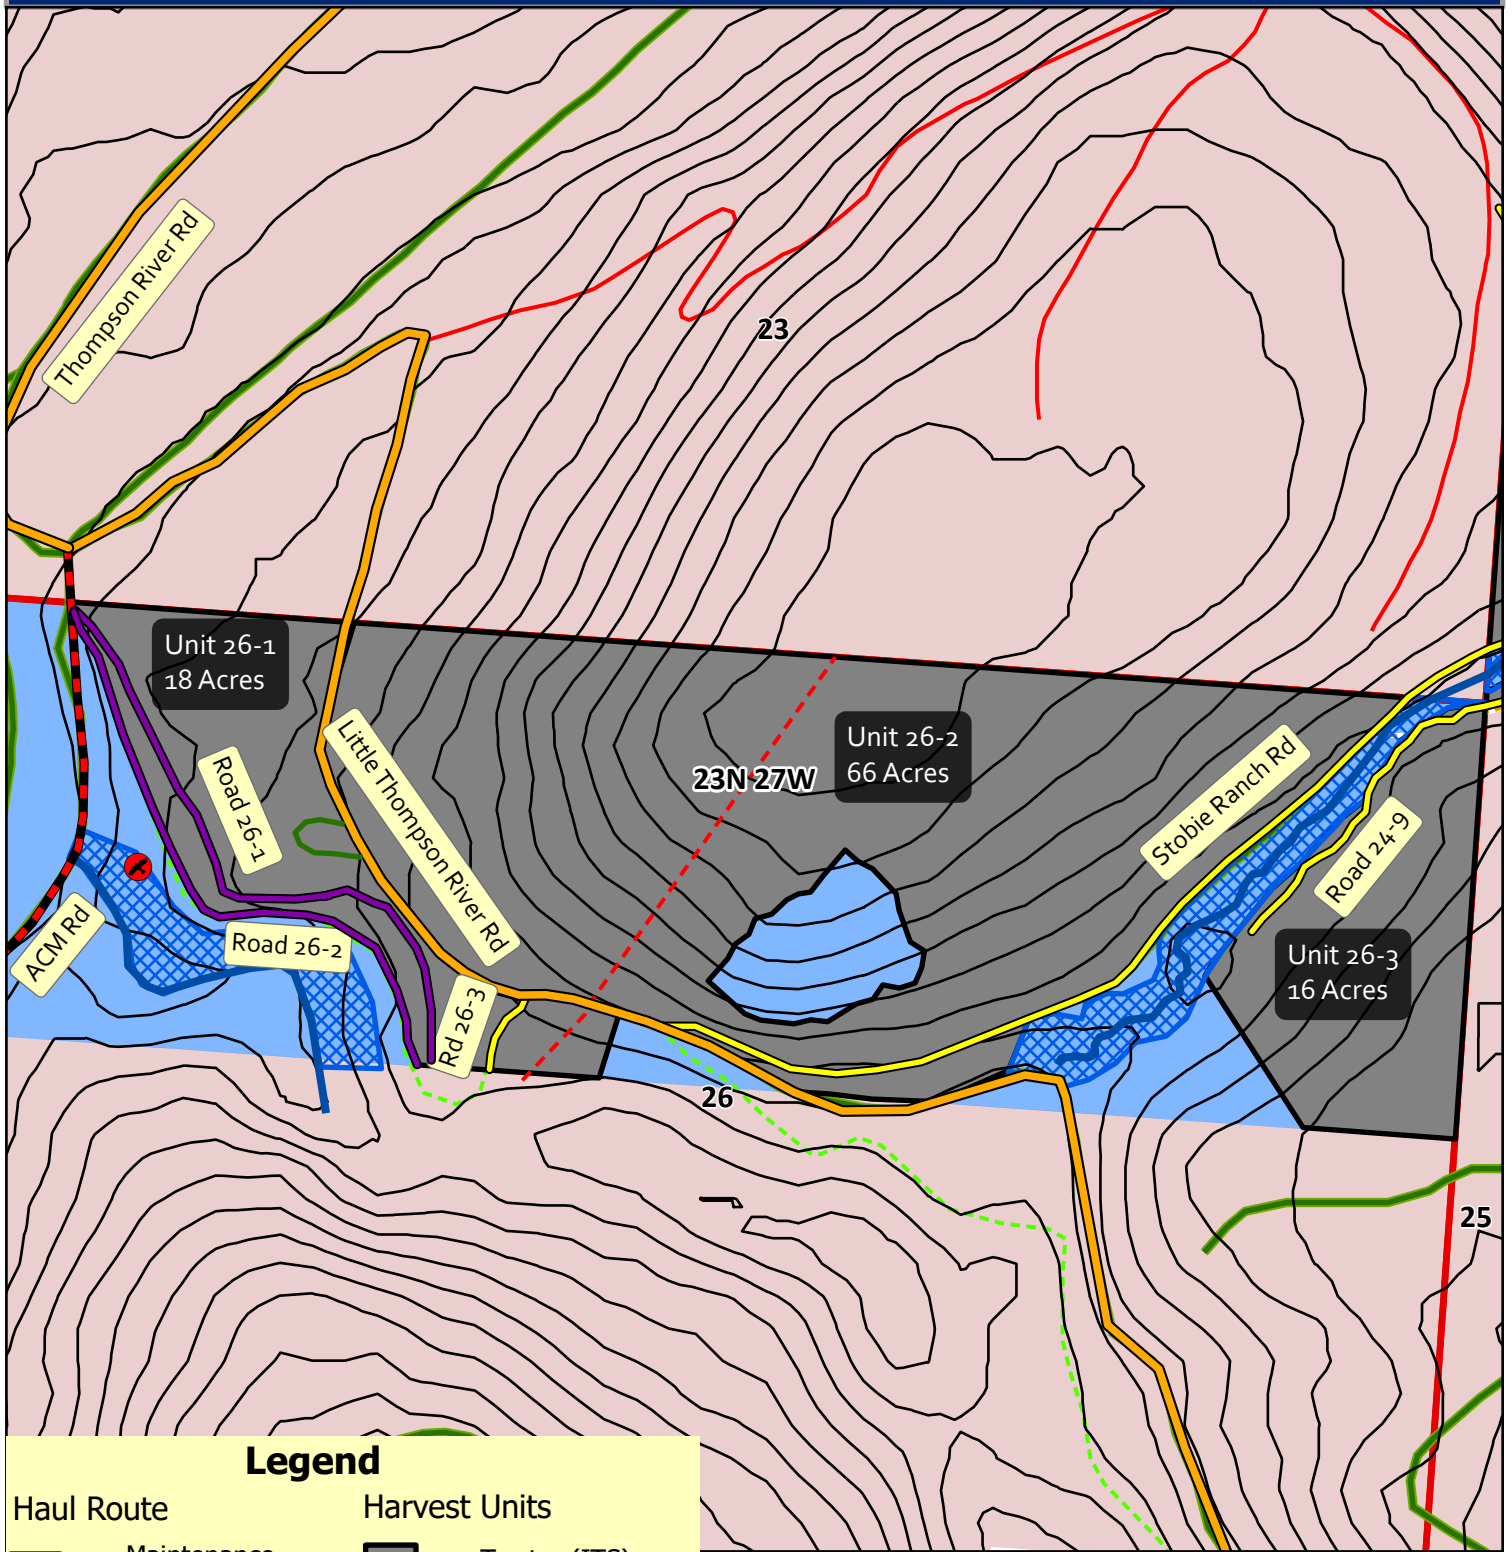 Thompson River Rd
23
Unit 26-1
18 Acres
Road 26-1
Little Thompson River Rd
Unit 26-2
66 Acres
23N 27W
Stobie Ranch Rd
Road 24-9
ACM Rd
Road 26-2
Rd 26-3
Unit 26-3
16 Acres
26
25
Legend
Haul Route
Harvest Units
Maintenance